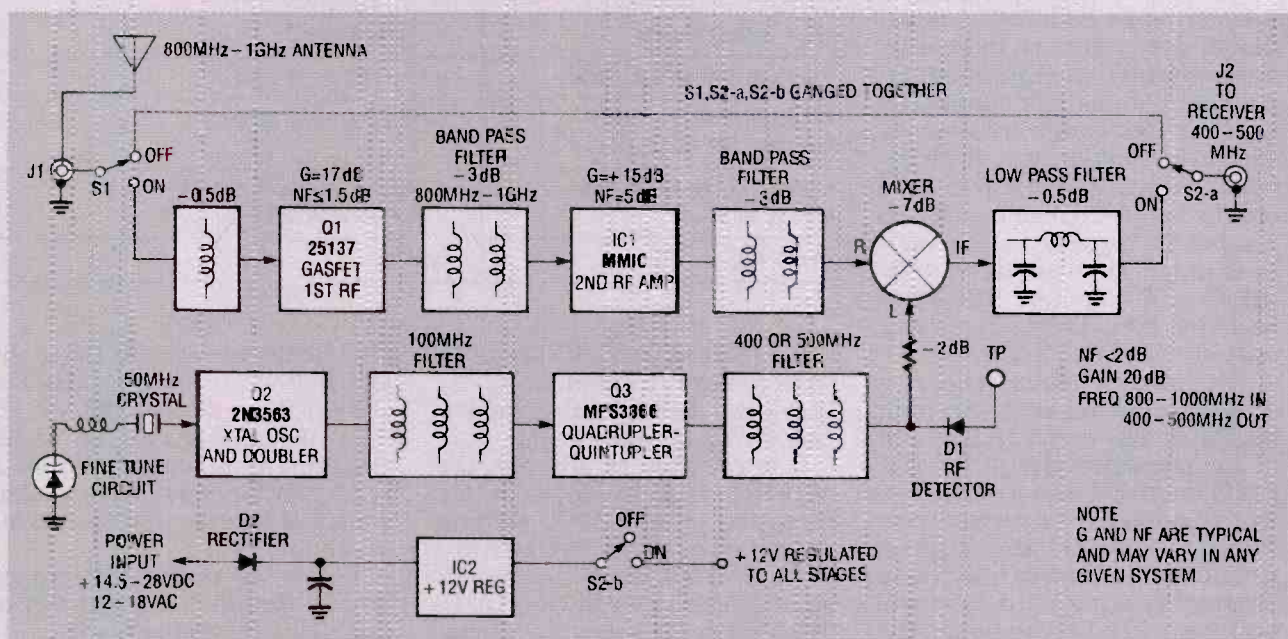 800MHz–1GHz ANTENNA
S1,S2-a,S2-b GANGED TOGETHER
J2
TO
RECEIVER
400–500
MHz
J1
S1
OFF
ON
–0.5dB
G=17dB
NF≤1.5dB
Q1
25137
GASFET
1ST RF
BAND PASS
FILTER
–3dB
800MHz–1GHz
G=+15dB
NF=5dB
IC1
MMIC
2ND RF AMP
BAND PASS
FILTER
–3dB
MIXER
–7dB
R
IF
L
LOW PASS FILTER
–0.5dB
OFF
ON
S2-a
50MHz
CRYSTAL
FINE TUNE
CIRCUIT
Q2
2N3563
XTAL OSC
AND DOUBLER
100MHz
FILTER
Q3
MPS3866
QUADRUPLER-
QUINTUPLER
400 OR 500MHz
FILTER
–2dB
TP
D1
RF
DETECTOR
NF <2dB
GAIN 20dB
FREQ 800–1000MHz IN
400–500MHz OUT
POWER
INPUT
+14.5–28VDC
12–18VAC
D2
RECTIFIER
IC2
+12V REG
OFF
ON
S2-b
+12V REGULATED
TO ALL STAGES
NOTE
G AND NF ARE TYPICAL
AND MAY VARY IN ANY
GIVEN SYSTEM